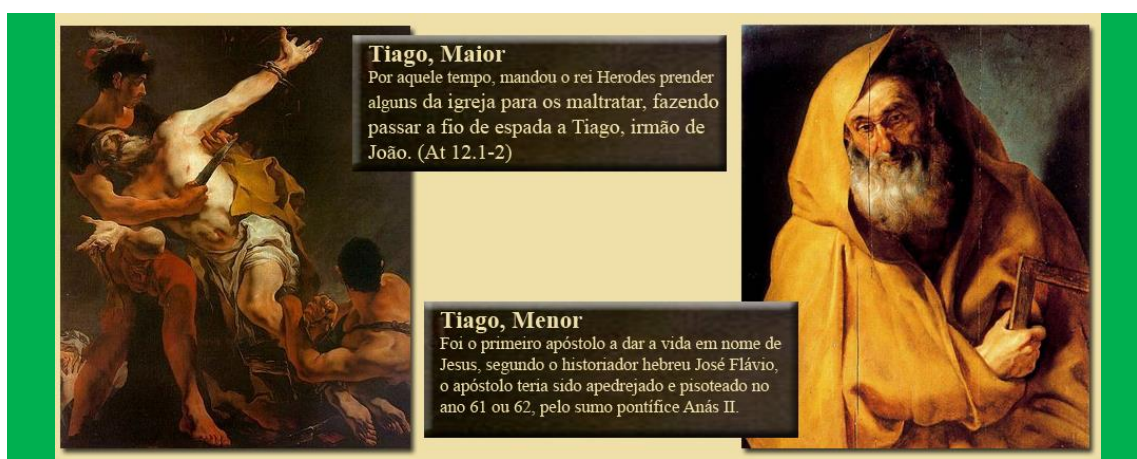 Tiago, Maior
Por aquele tempo, mandou o rei Herodes prender
alguns da igreja para os maltratar, fazendo
passar a fio de espada a Tiago, irmão de
João. (At 12.1-2)
Tiago, Menor
Foi o primeiro apóstolo a dar a vida em nome de
Jesus, segundo o historiador hebreu José Flávio,
o apóstolo teria sido apedrejado e pisoteado no
ano 61 ou 62, pelo sumo pontífice Anás II.